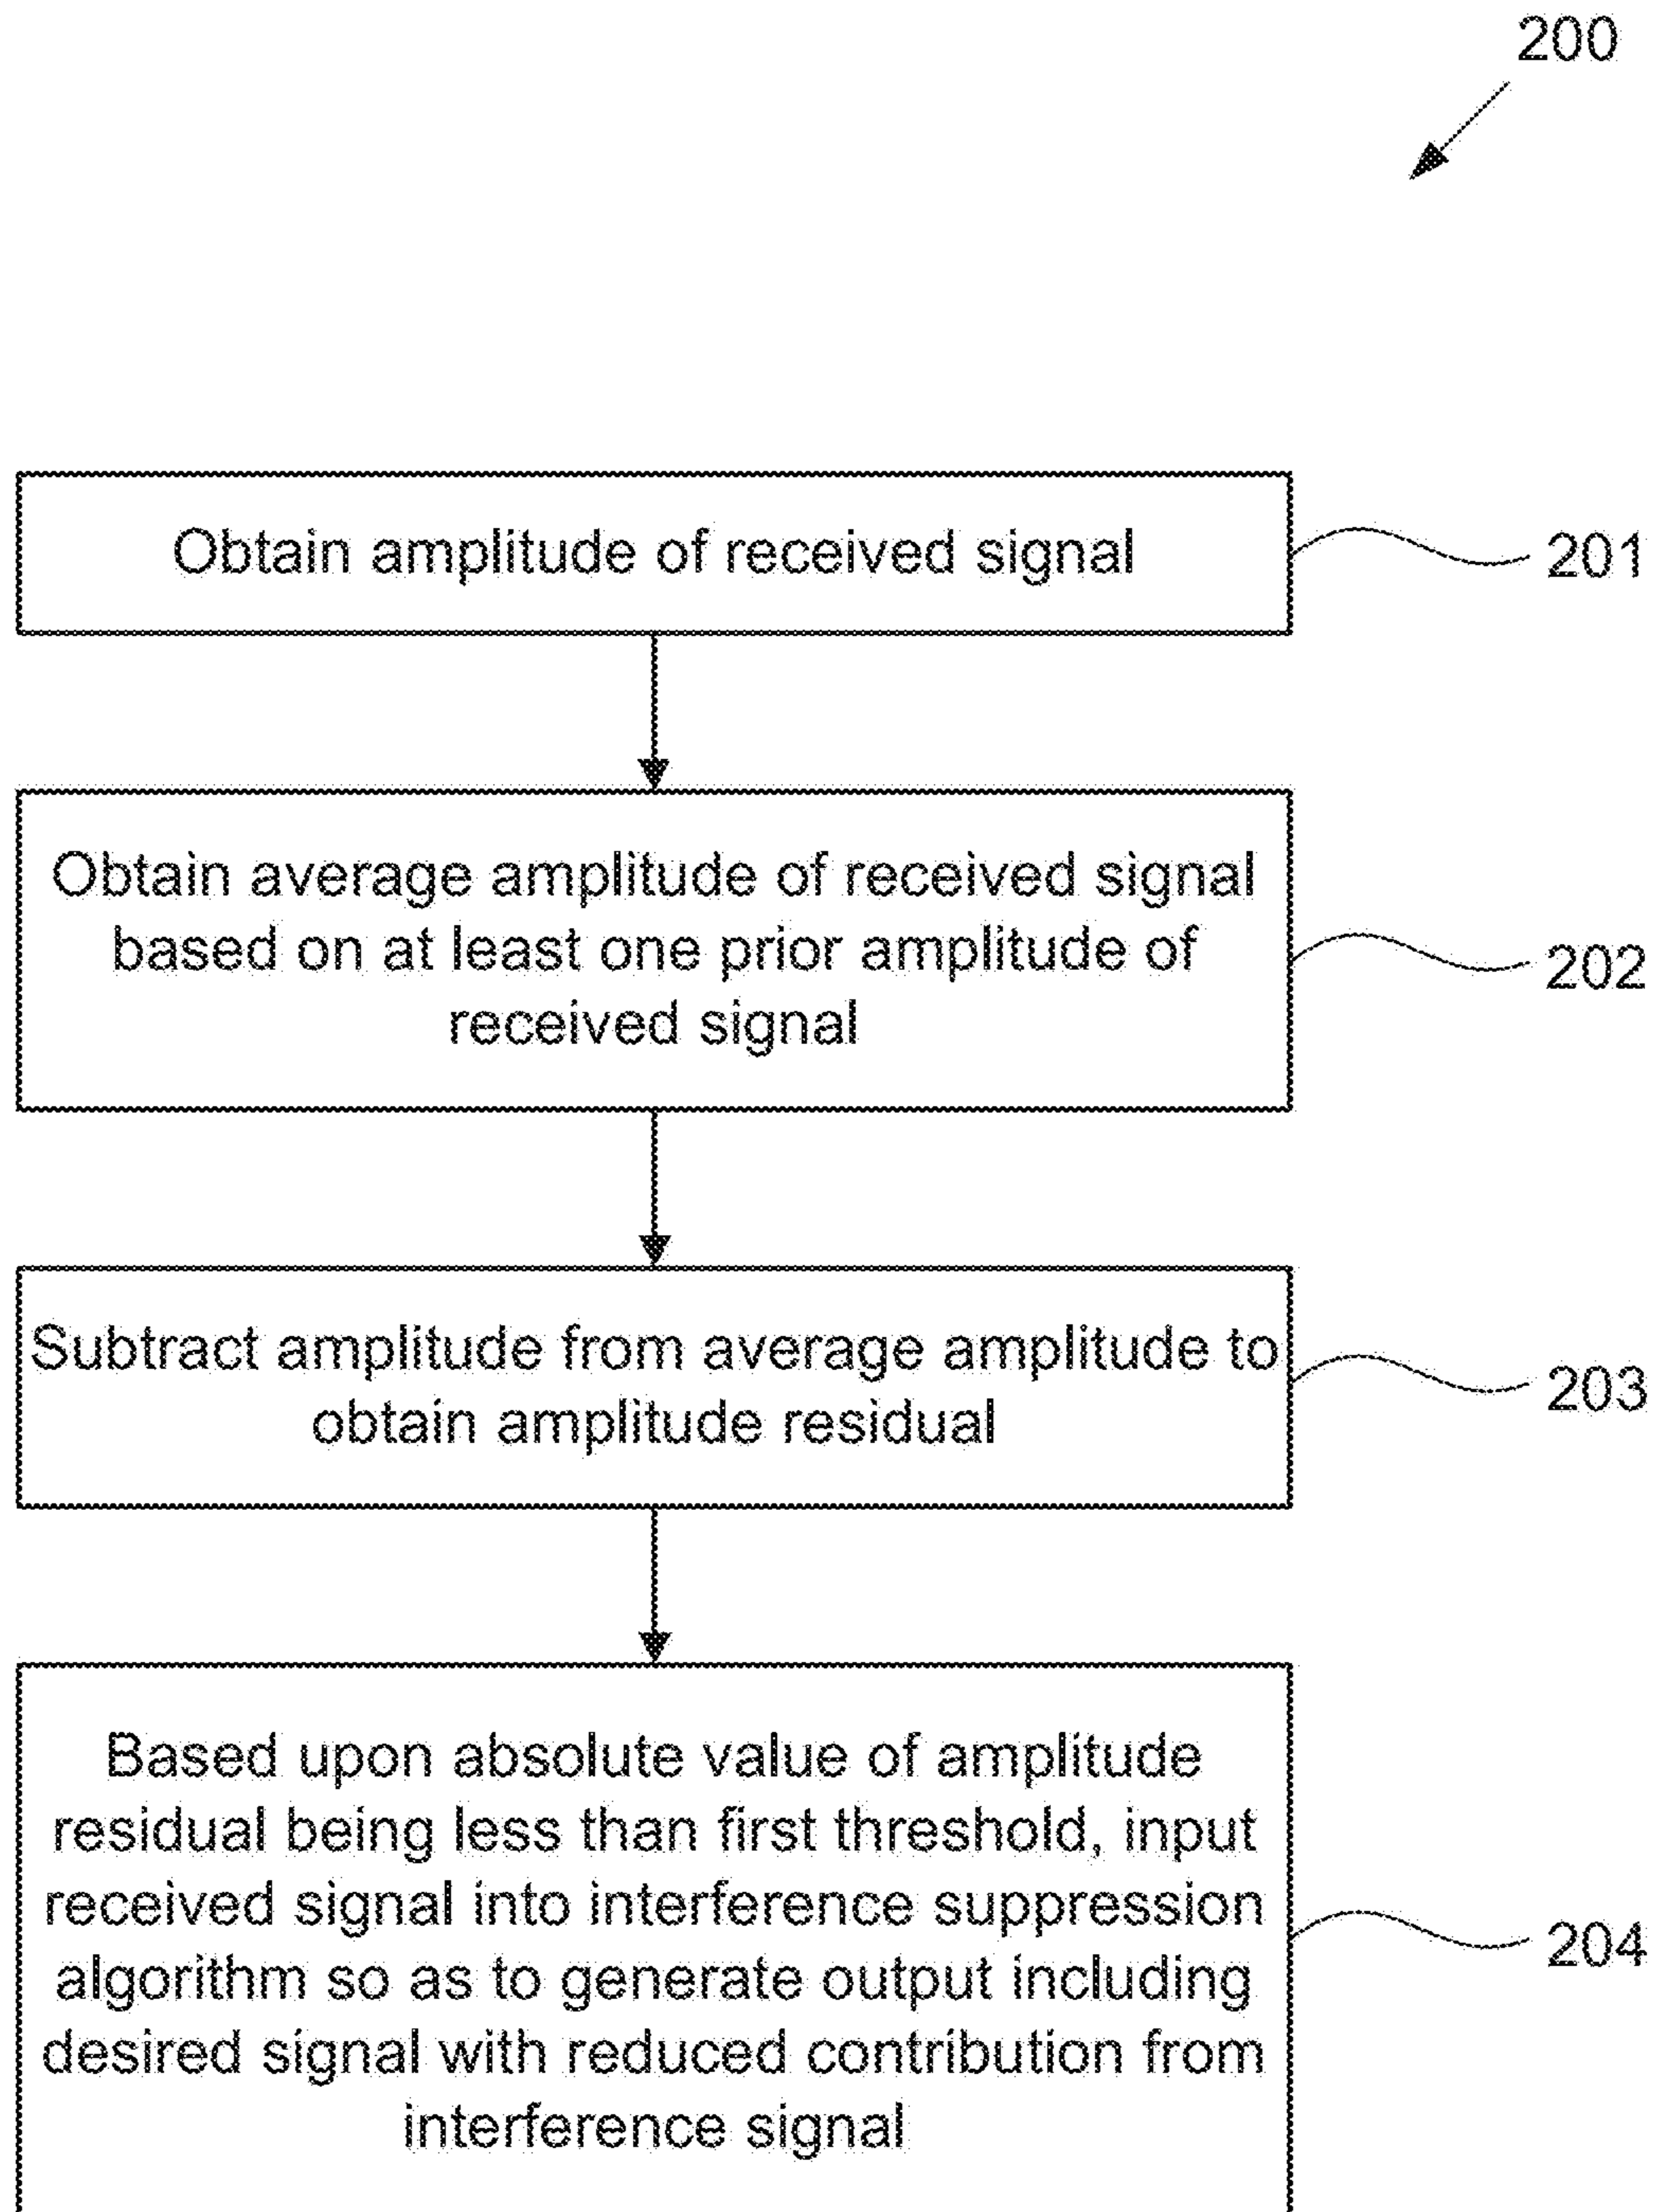 200
Obtain amplitude of received signal
201
Obtain average amplitude of received signal
based on at least one prior amplitude of
received signal
202
Subtract amplitude from average amplitude to
obtain amplitude residual
203
Based upon absolute value of amplitude
residual being less than first threshold, input
received signal into interference suppression
algorithm so as to generate output including
desired signal with reduced contribution from
interference signal
204